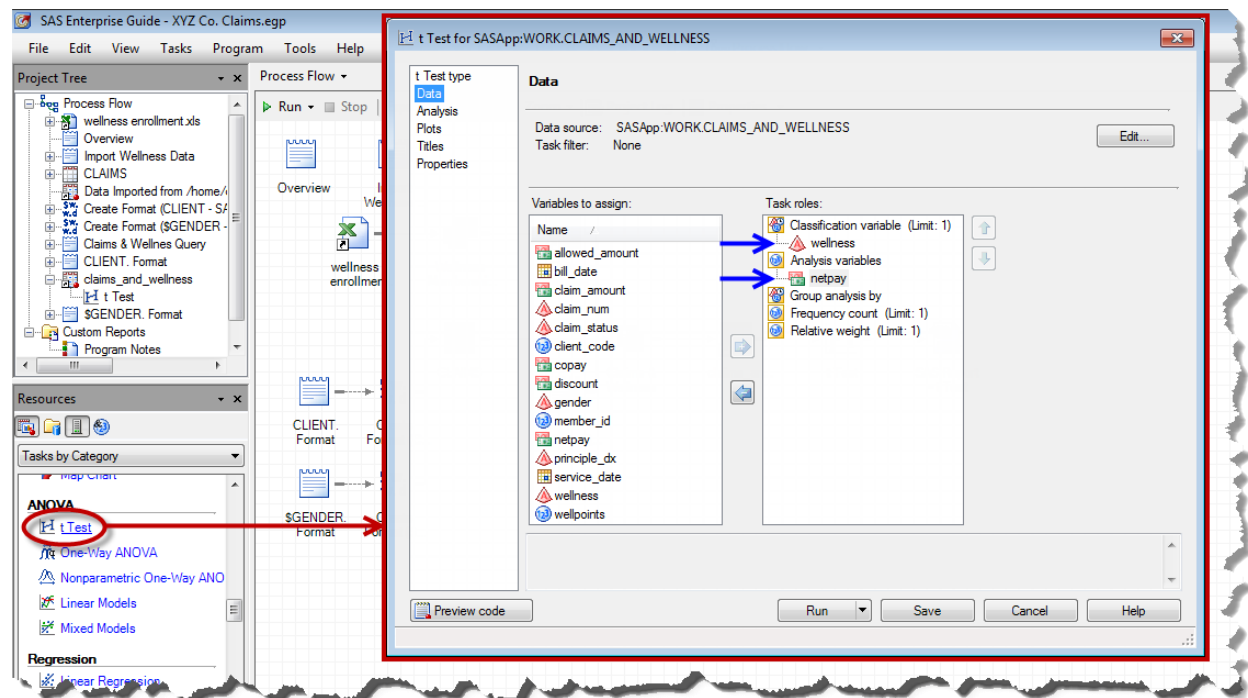 SAS Enterprise Guide - XYZ Co. Claims.egp
File Edit View Tasks Program Tools Help
Project Tree
Process Flow
wellness enrollment.xls
Overview
Import Wellness Data
CLAIMS
Data Imported from /home/
Create Format (CLIENT - SA
Create Format ($GENDER -
Claims & Wellnes Query
CLIENT. Format
claims_and_wellness
t Test
$GENDER. Format
Custom Reports
Program Notes
Resources
Tasks by Category
Map Chart
ANOVA
t Test
One-Way ANOVA
Nonparametric One-Way ANO
Linear Models
Mixed Models
Regression
Linear Regression
Process Flow
Run Stop
Overview
We
wellness
enrollmen
CLIENT.
Format
Fo
$GENDER.
Format
t Test for SASApp:WORK.CLAIMS_AND_WELLNESS
t Test type
Data
Analysis
Plots
Titles
Properties
Data
Data source: SASApp:WORK.CLAIMS_AND_WELLNESS
Task filter: None
Edit...
Variables to assign:
Name
allowed_amount
bill_date
claim_amount
claim_num
claim_status
client_code
copay
discount
gender
member_id
netpay
principle_dx
service_date
wellness
wellpoints
Task roles:
Classification variable (Limit: 1)
wellness
Analysis variables
netpay
Group analysis by
Frequency count (Limit: 1)
Relative weight (Limit: 1)
Preview code
Run
Save
Cancel
Help